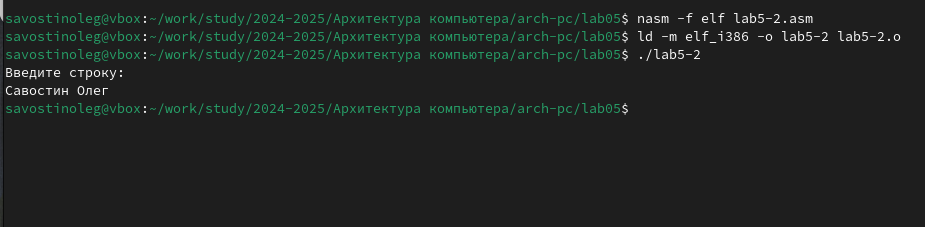 savostinoleg@vbox:~/work/study/2024-2025/Архитектура компьютера/arch-pc/lab05$ nasm -f elf lab5-2.asm
savostinoleg@vbox:~/work/study/2024-2025/Архитектура компьютера/arch-pc/lab05$ ld -m elf_i386 -o lab5-2 lab5-2.o
savostinoleg@vbox:~/work/study/2024-2025/Архитектура компьютера/arch-pc/lab05$ ./lab5-2
Введите строку:
Савостин Олег
savostinoleg@vbox:~/work/study/2024-2025/Архитектура компьютера/arch-pc/lab05$